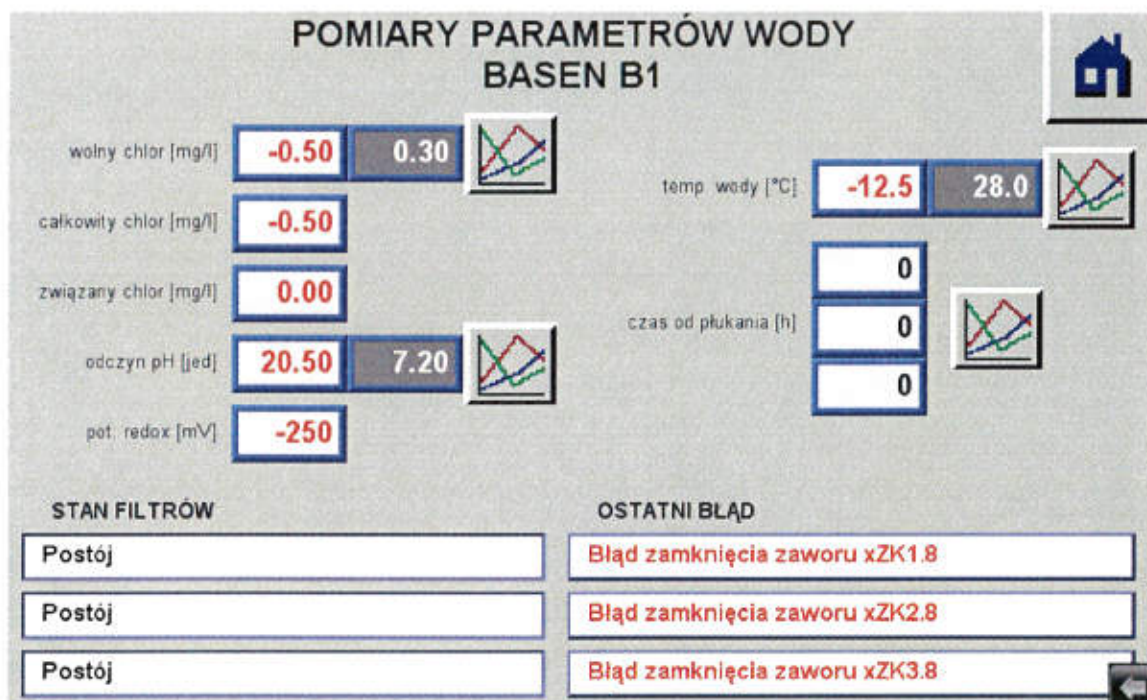 POMIARY PARAMETRÓW WODY
BASEN B1
wolny chlor [mg/l] -0.50 0.30
całkowity chlor [mg/l] -0.50
związany chlor [mg/l] 0.00
odczyn pH [jed] 20.50 7.20
pot. redox [mV] -250
temp. wody [°C] -12.5 28.0
0
czas od płukania [h] 0
0
STAN FILTRÓW
Postój
Postój
Postój
OSTATNI BŁĄD
Błąd zamknięcia zaworu xZK1.8
Błąd zamknięcia zaworu xZK2.8
Błąd zamknięcia zaworu xZK3.8